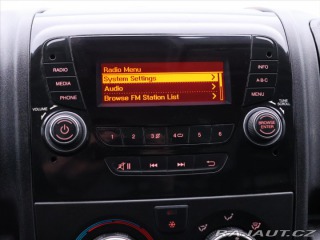 Radio Menu
System Settings
Audio
Browse FM Station List
RADIO
MEDIA
PHONE
INFO
A-B-C
MENU
VOLUME
TUNE
SCROLL
BROWSE
ENTER
1
2
3
4
5
6
RAJAUT.CZ